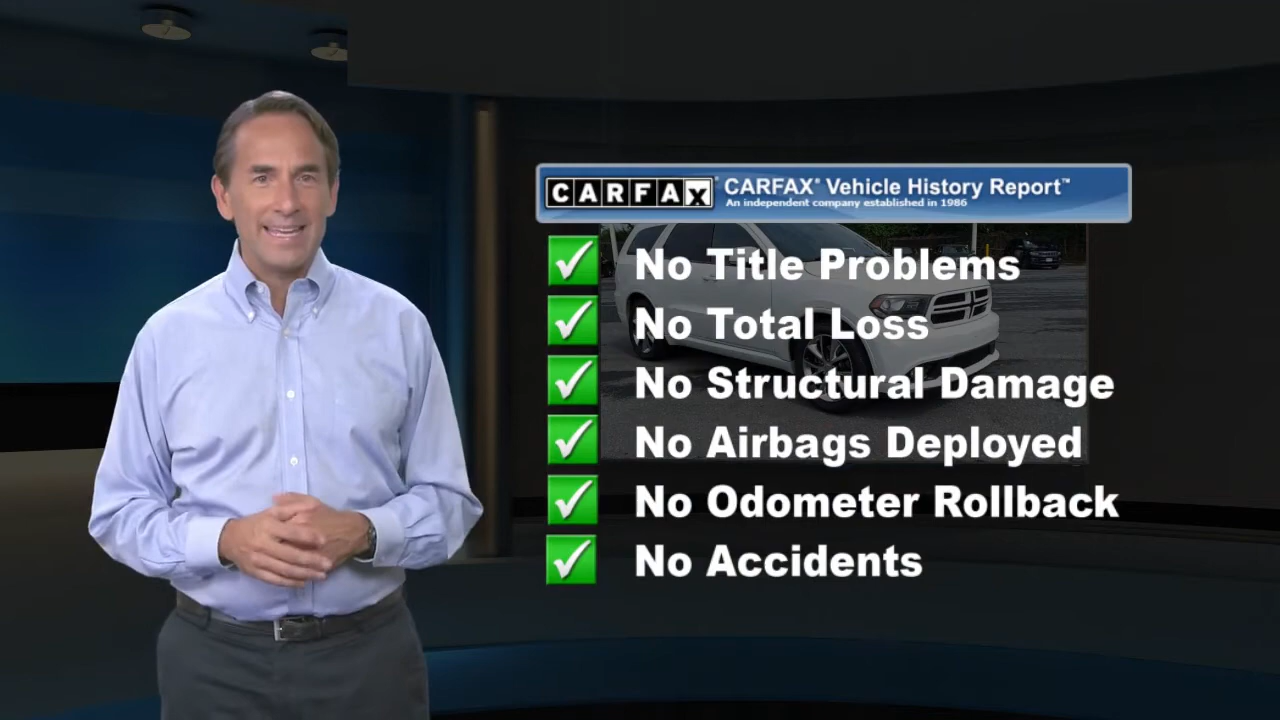 CARFAX CARFAX® Vehicle History Report™
An independent company established in 1986
No Title Problems
No Total Loss
No Structural Damage
No Airbags Deployed
No Odometer Rollback
No Accidents